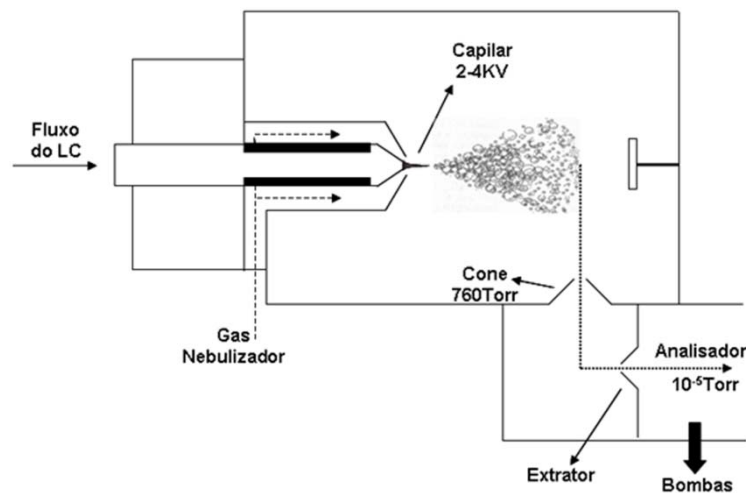 Capilar
2-4KV
Fluxo
do LC
Cone
760Torr
Gas
Nebulizador
Analisador
10⁻⁵Torr
Extrator
Bombas